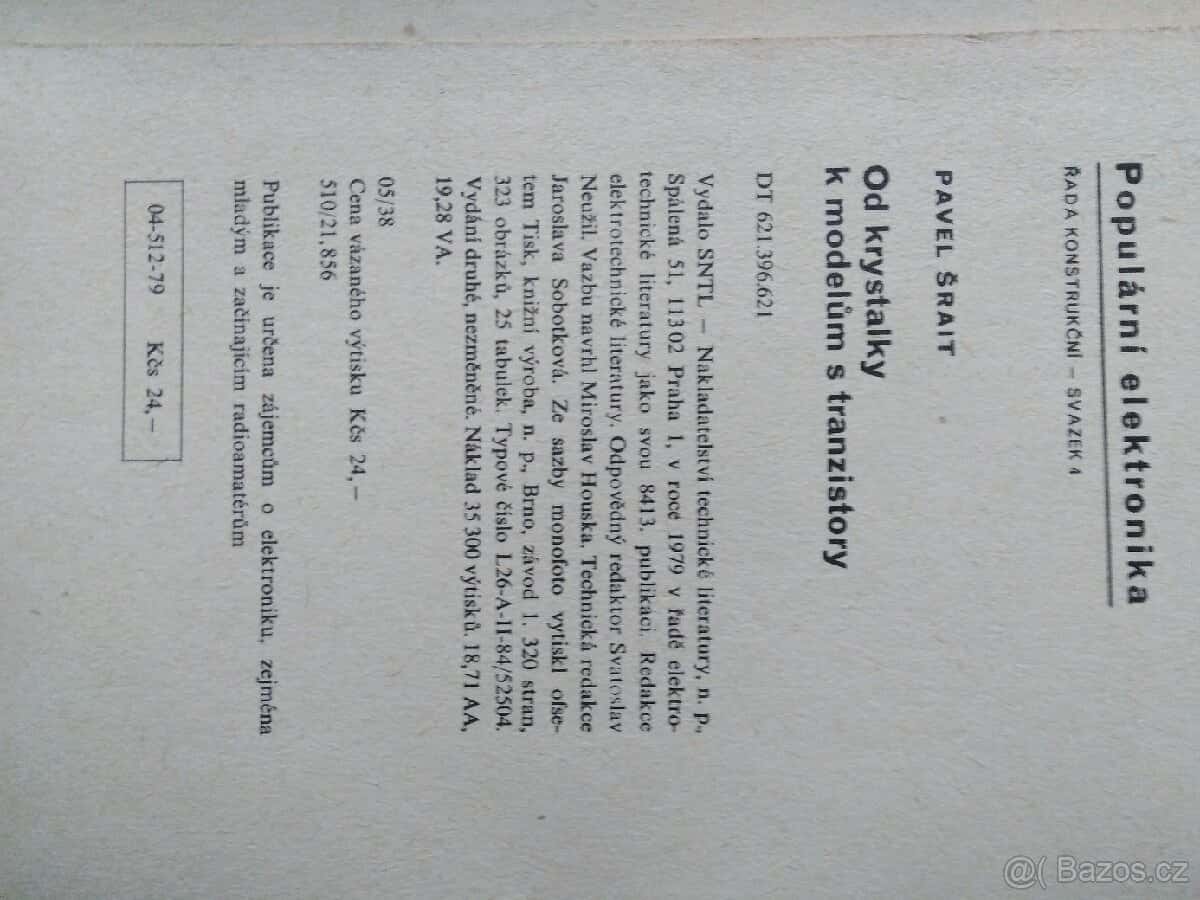 Populární elektronika
ŘADA KONSTRUKČNÍ – SVAZEK 4
PAVEL ŠRAIT
Od krystalky
k modelům s tranzistory
DT 621.396.621
Vydalo SNTL – Nakladatelství technické literatury, n. p.,
Spálená 51, 113 02 Praha 1, v roce 1979 v řadě elektro-
technické literatury jako svou 8413. publikaci. Redakce
elektrotechnické literatury. Odpovědný redaktor Svatoslav
Neužil. Vazbu navrhl Miroslav Houska. Technická redakce
Jaroslava Sobotková. Ze sazby monofoto vytiskl ofse-
tem Tisk, knižní výroba, n. p., Brno, závod 1. 320 stran,
323 obrázků, 25 tabulek. Typové číslo L26-A-II-84/52504.
Vydání druhé, nezměněné. Náklad 35 300 výtisků. 18,71 AA,
19,28 VA.
05/38
Cena vázaného výtisku Kčs 24,–
510/21,856
Publikace je určena zájemcům o elektroniku, zejména
mladým a začínajícím radioamatérům
04-512-79 Kčs 24,–
@( Bazos.cz